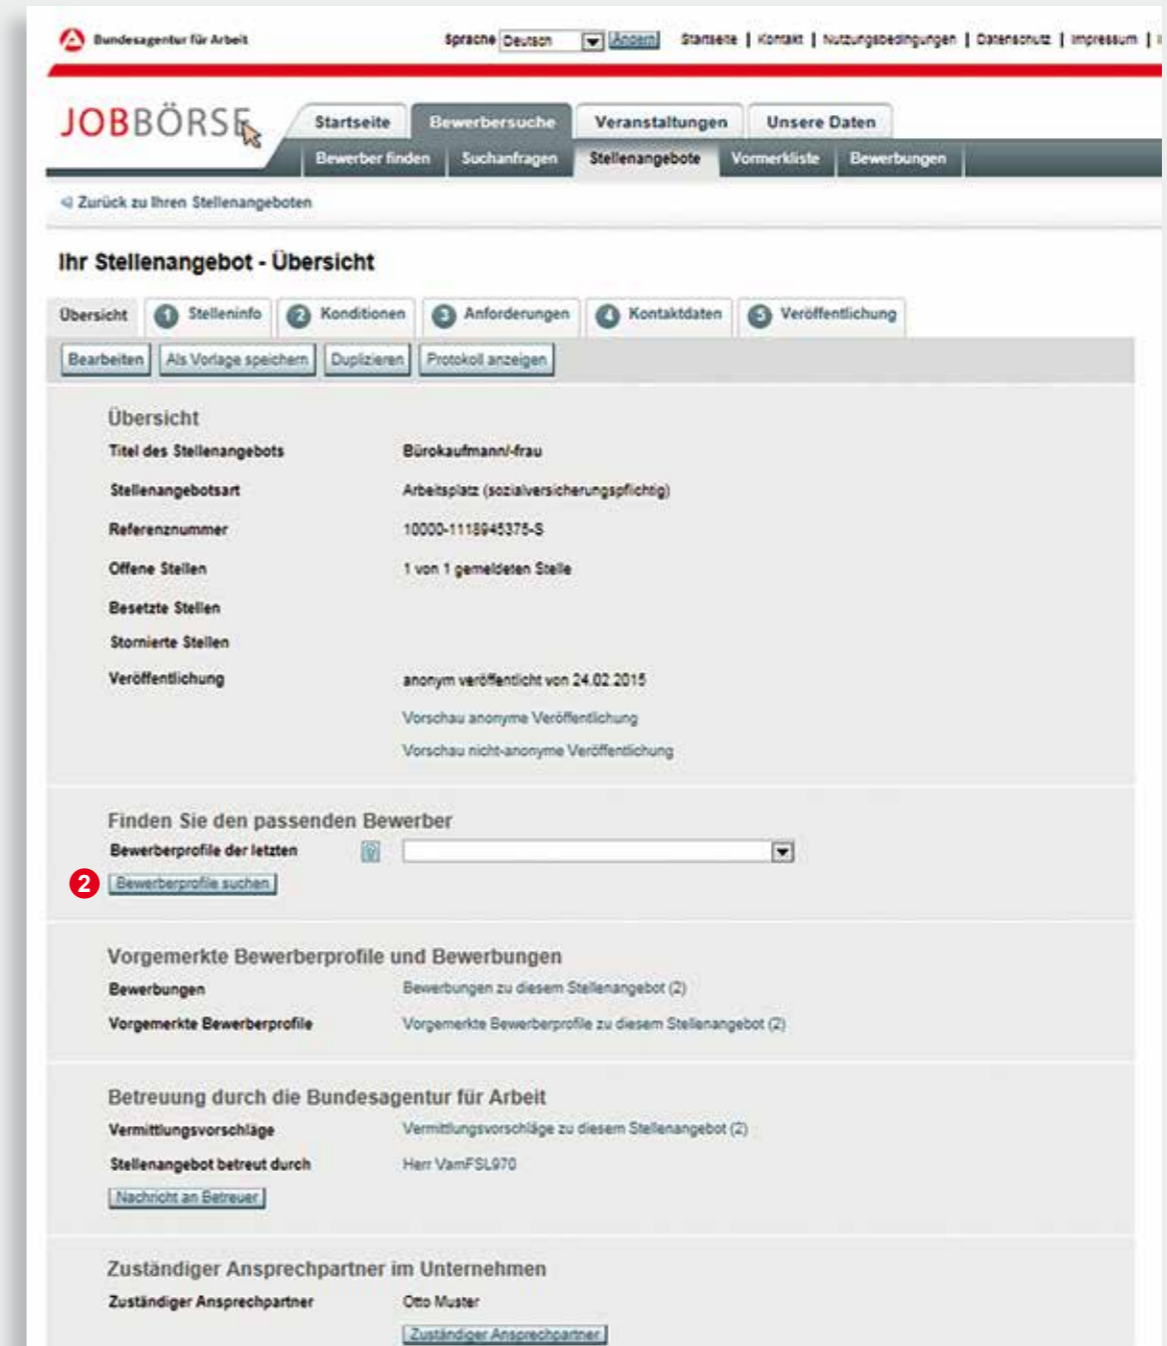 Bundesagentur für Arbeit
Sprache Deutsch Ändern Startseite | Kontakt | Nutzungsbedingungen | Datenschutz | Impressum |
JOBBÖRSE
Startseite Bewerbersuche Veranstaltungen Unsere Daten
Bewerber finden Suchanfragen Stellenangebote Vormerkliste Bewerbungen
Zurück zu Ihren Stellenangeboten
Ihr Stellenangebot - Übersicht
Übersicht 1 Stelleninfo 2 Konditionen 3 Anforderungen 4 Kontaktdaten 5 Veröffentlichung
Bearbeiten Als Vorlage speichern Duplizieren Protokoll anzeigen
Übersicht
Titel des Stellenangebots Bürokaufmann/-frau
Stellenangebotsart Arbeitsplatz (sozialversicherungspflichtig)
Referenznummer 10000-1118945375-S
Offene Stellen 1 von 1 gemeldeten Stelle
Besetzte Stellen
Stornierte Stellen
Veröffentlichung anonym veröffentlicht von 24.02.2015
Vorschau anonyme Veröffentlichung
Vorschau nicht-anonyme Veröffentlichung
Finden Sie den passenden Bewerber
Bewerberprofile der letzten
2 Bewerberprofile suchen
Vorgemerkte Bewerberprofile und Bewerbungen
Bewerbungen Bewerbungen zu diesem Stellenangebot (2)
Vorgemerkte Bewerberprofile Vorgemerkte Bewerberprofile zu diesem Stellenangebot (2)
Betreuung durch die Bundesagentur für Arbeit
Vermittlungsvorschläge Vermittlungsvorschläge zu diesem Stellenangebot (2)
Stellenangebot betreut durch Herr VamFSL970
Nachricht an Betreuer
Zuständiger Ansprechpartner im Unternehmen
Zuständiger Ansprechpartner Otto Muster
Zuständiger Ansprechpartner